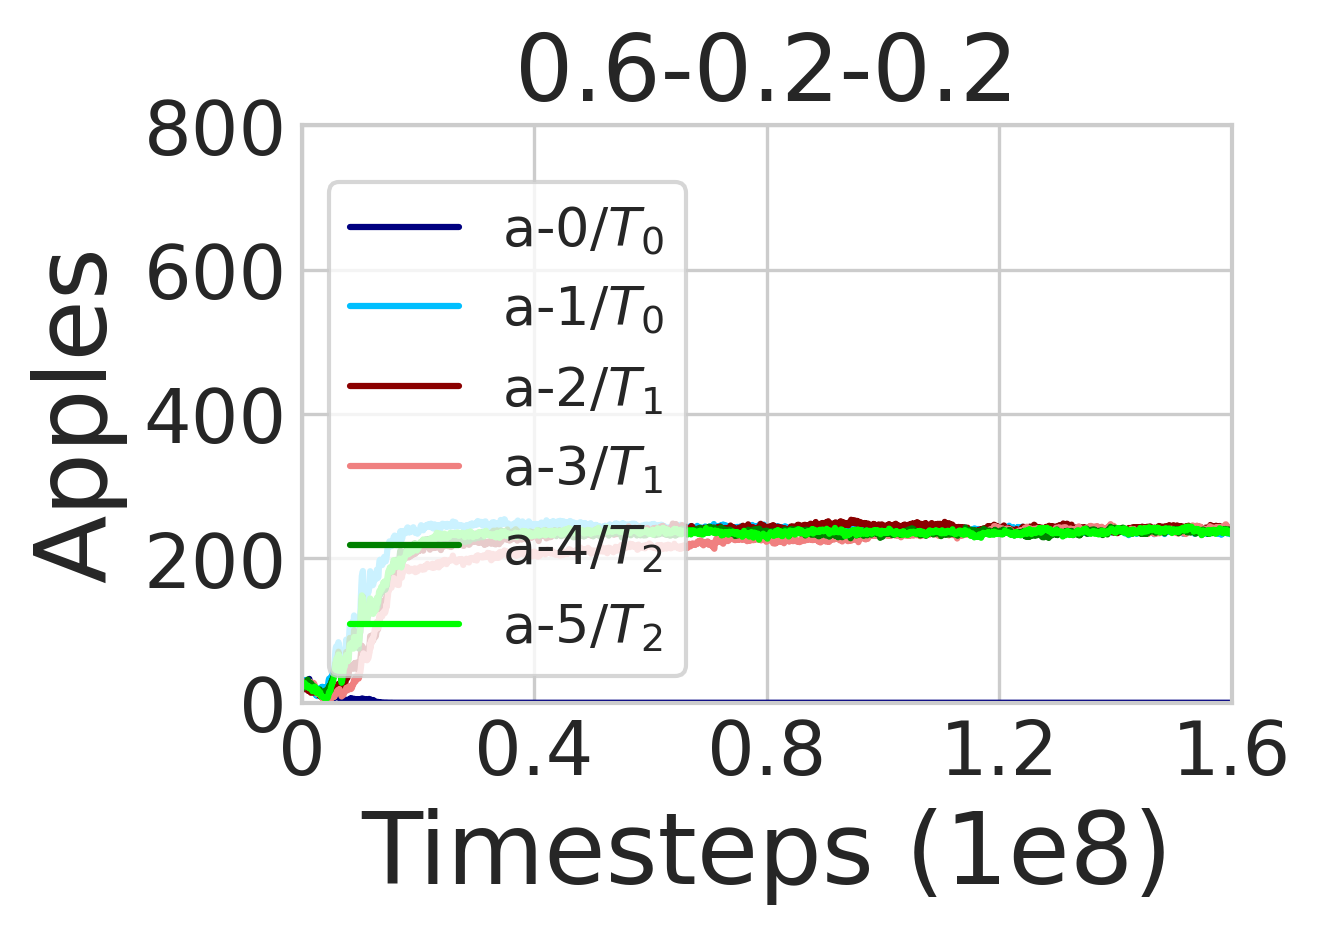 0.6-0.2-0.2
Apples
800
600
400
200
0
a-0/T₀
a-1/T₀
a-2/T₁
a-3/T₁
a-4/T₂
a-5/T₂
0 0.4 0.8 1.2 1.6
Timesteps (1e8)